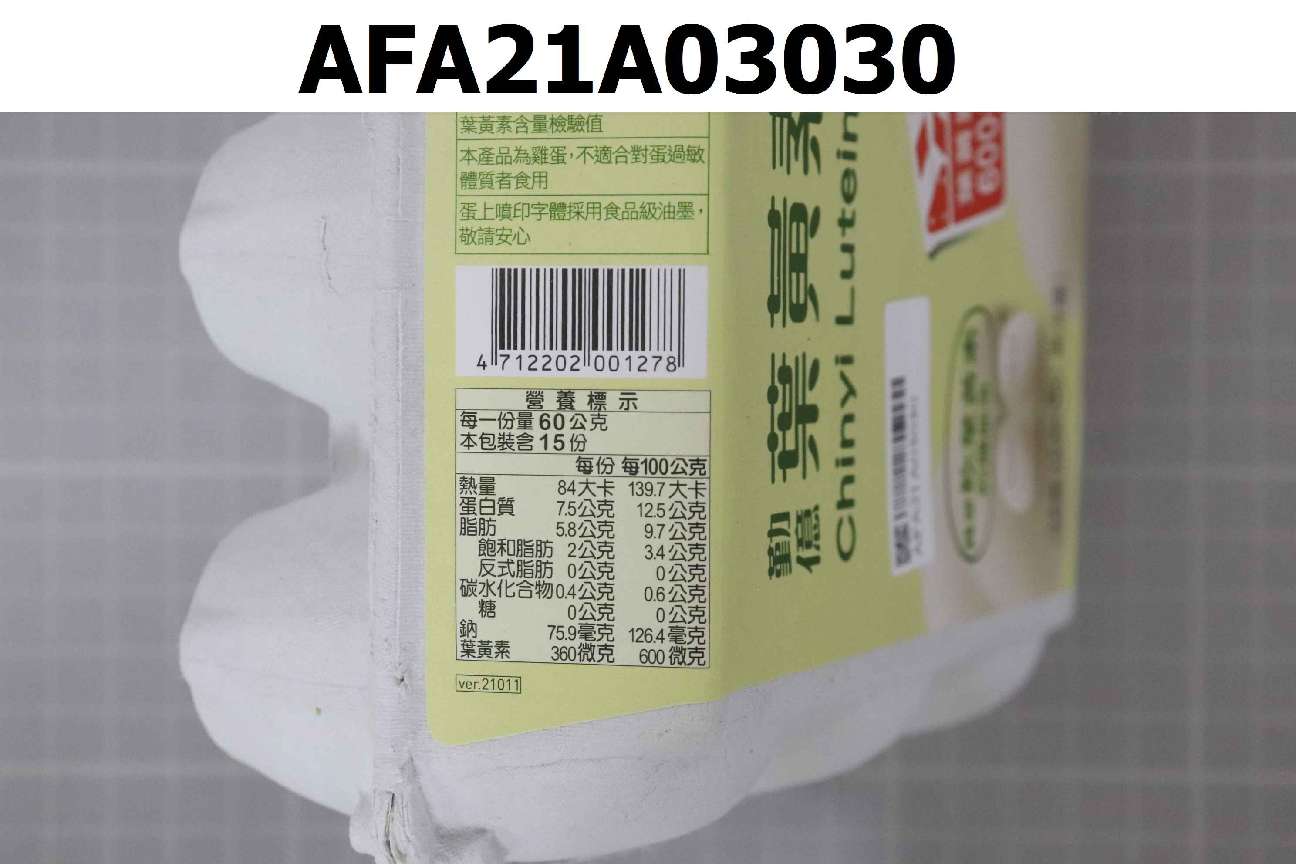 AFA21A03030
葉黃素含量檢驗值
本產品為雞蛋，不適合對蛋過敏
體質者食用
蛋上噴印字體採用食品級油墨，
敬請安心
4 712202 001278
營養標示
每一份量60公克
本包裝含15份
每份 每100公克
熱量 84大卡 139.7大卡
蛋白質 7.5公克 12.5公克
脂肪 5.8公克 9.7公克
飽和脂肪 2公克 3.4公克
反式脂肪 0公克 0公克
碳水化合物 0.4公克 0.6公克
糖 0公克 0公克
鈉 75.9毫克 126.4毫克
葉黃素 360微克 600微克
ver.21011
勤億 葉黃素
Chinyi Lutein
600